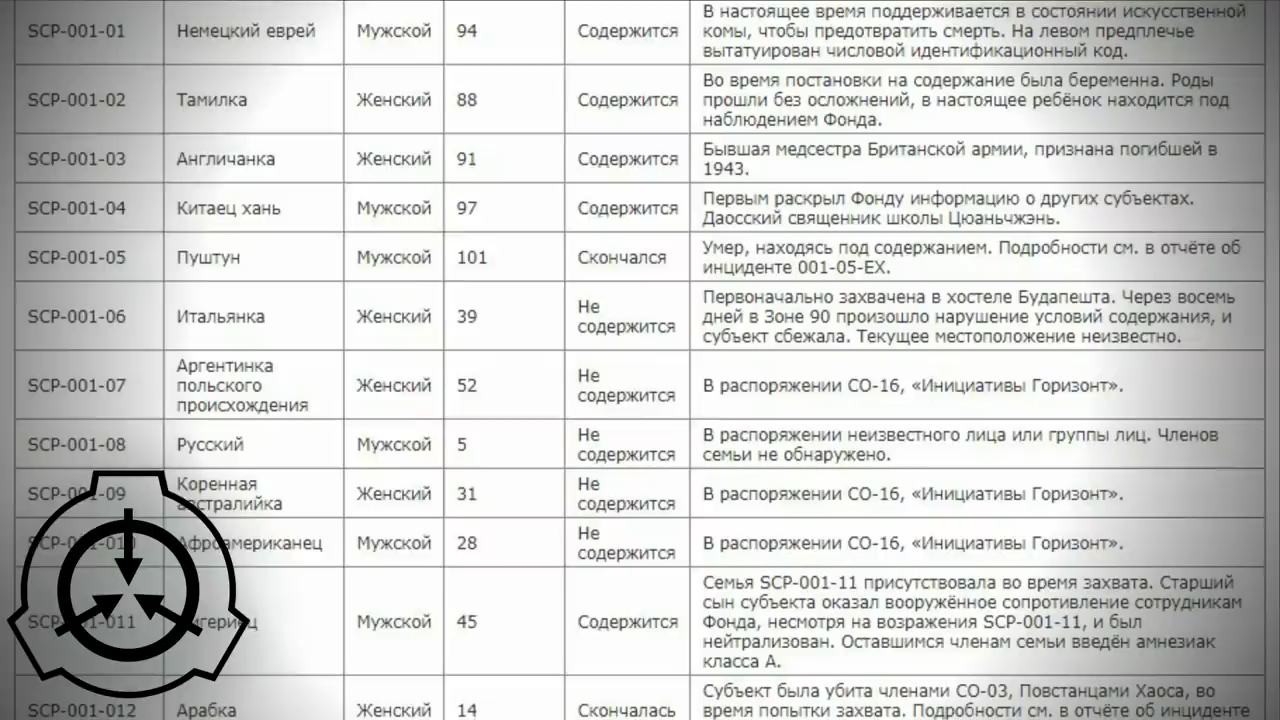 SCP-001-01 Немецкий еврей Мужской 94 Содержится В настоящее время поддерживается в состоянии искусственной
комы, чтобы предотвратить смерть. На левом предплечье
вытатуирован числовой идентификационный код.
SCP-001-02 Тамилка Женский 88 Содержится Во время постановки на содержание была беременна. Роды
прошли без осложнений, в настоящее ребёнок находится под
наблюдением Фонда.
SCP-001-03 Англичанка Женский 91 Содержится Бывшая медсестра Британской армии, признана погибшей в
1943.
SCP-001-04 Китаец хань Мужской 97 Содержится Первым раскрыл Фонду информацию о других субъектах.
Даосский священник школы Цюаньчжэнь.
SCP-001-05 Пуштун Мужской 101 Скончался Умер, находясь под содержанием. Подробности см. в отчёте об
инциденте 001-05-EX.
SCP-001-06 Итальянка Женский 39 Не
содержится Первоначально захвачена в хостеле Будапешта. Через восемь
дней в Зоне 90 произошло нарушение условий содержания, и
субъект сбежала. Текущее местоположение неизвестно.
SCP-001-07 Аргентинка
польского
происхождения Женский 52 Не
содержится В распоряжении СО-16, «Инициативы Горизонт».
SCP-001-08 Русский Мужской 5 Не
содержится В распоряжении неизвестного лица или группы лиц. Членов
семьи не обнаружено.
SCP-001-09 Коренная
австралийка Женский 31 Не
содержится В распоряжении СО-16, «Инициативы Горизонт».
SCP-001-010 Афроамериканец Мужской 28 Не
содержится В распоряжении СО-16, «Инициативы Горизонт».
SCP-001-011 Нигериец Мужской 45 Содержится Семья SCP-001-11 присутствовала во время захвата. Старший
сын субъекта оказал вооружённое сопротивление сотрудникам
Фонда, несмотря на возражения SCP-001-11, и был
нейтрализован. Оставшимся членам семьи введён амнезиак
класса А.
SCP-001-012 Арабка Женский 14 Скончалась Субъект была убита членами СО-03, Повстанцами Хаоса, во
время попытки захвата. Подробности см. в отчёте об инциденте